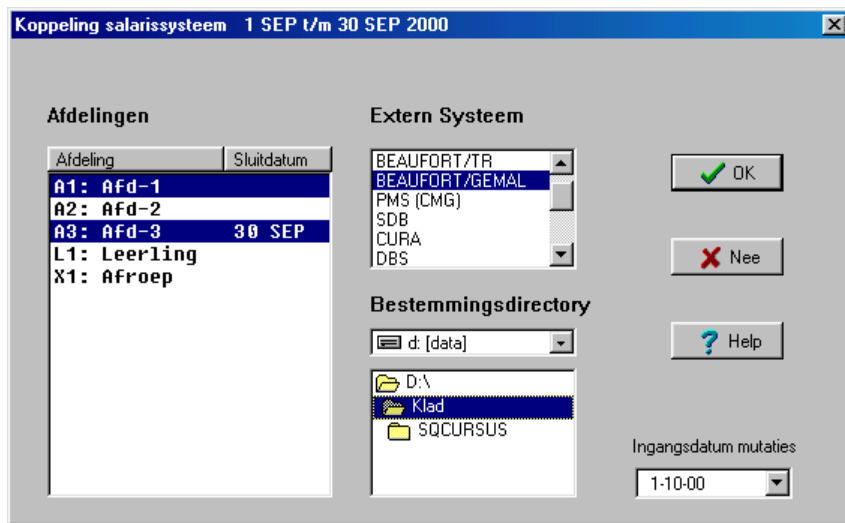 Koppeling salarissysteem 1 SEP t/m 30 SEP 2000
Afdelingen
Afdeling Sluitdatum
A1: Afd-1
A2: Afd-2
A3: Afd-3 30 SEP
L1: Leerling
X1: Afroep
Extern Systeem
BEAUFORT/TR
BEAUFORT/GEMAL
PMS (CMG)
SDB
CURA
DBS
Bestemmingsdirectory
d: [data]
D:\
Klad
SQCURSUS
OK
Nee
Help
Ingangsdatum mutaties
1-10-00